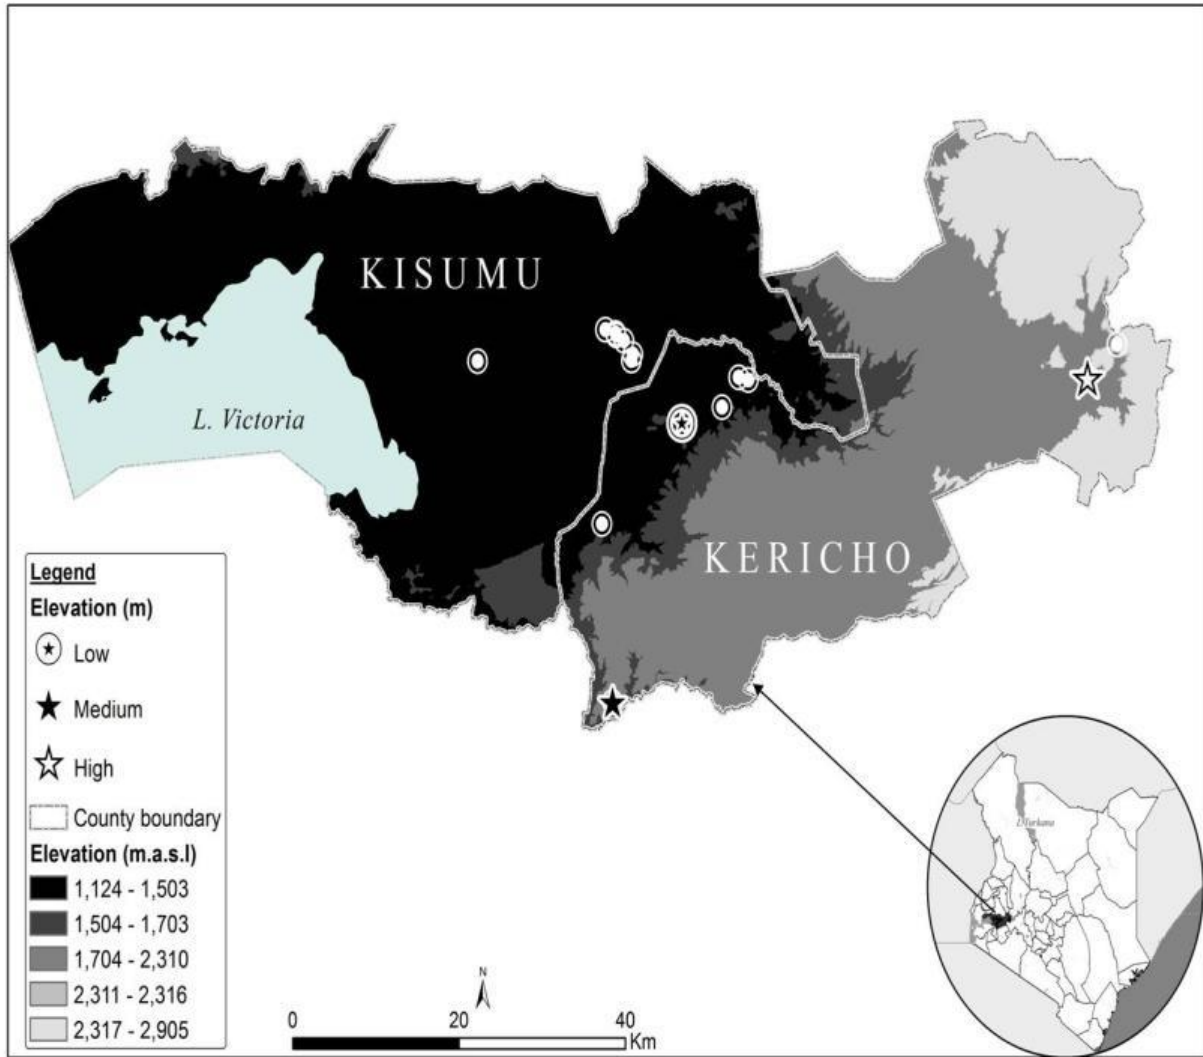 KISUMU
L. Victoria
KERICHO
Legend
Elevation (m)
Low
Medium
High
County boundary
Elevation (m.a.s.l)
1,124 - 1,503
1,504 - 1,703
1,704 - 2,310
2,311 - 2,316
2,317 - 2,905
N
0 20 40
Km
L.Turkana